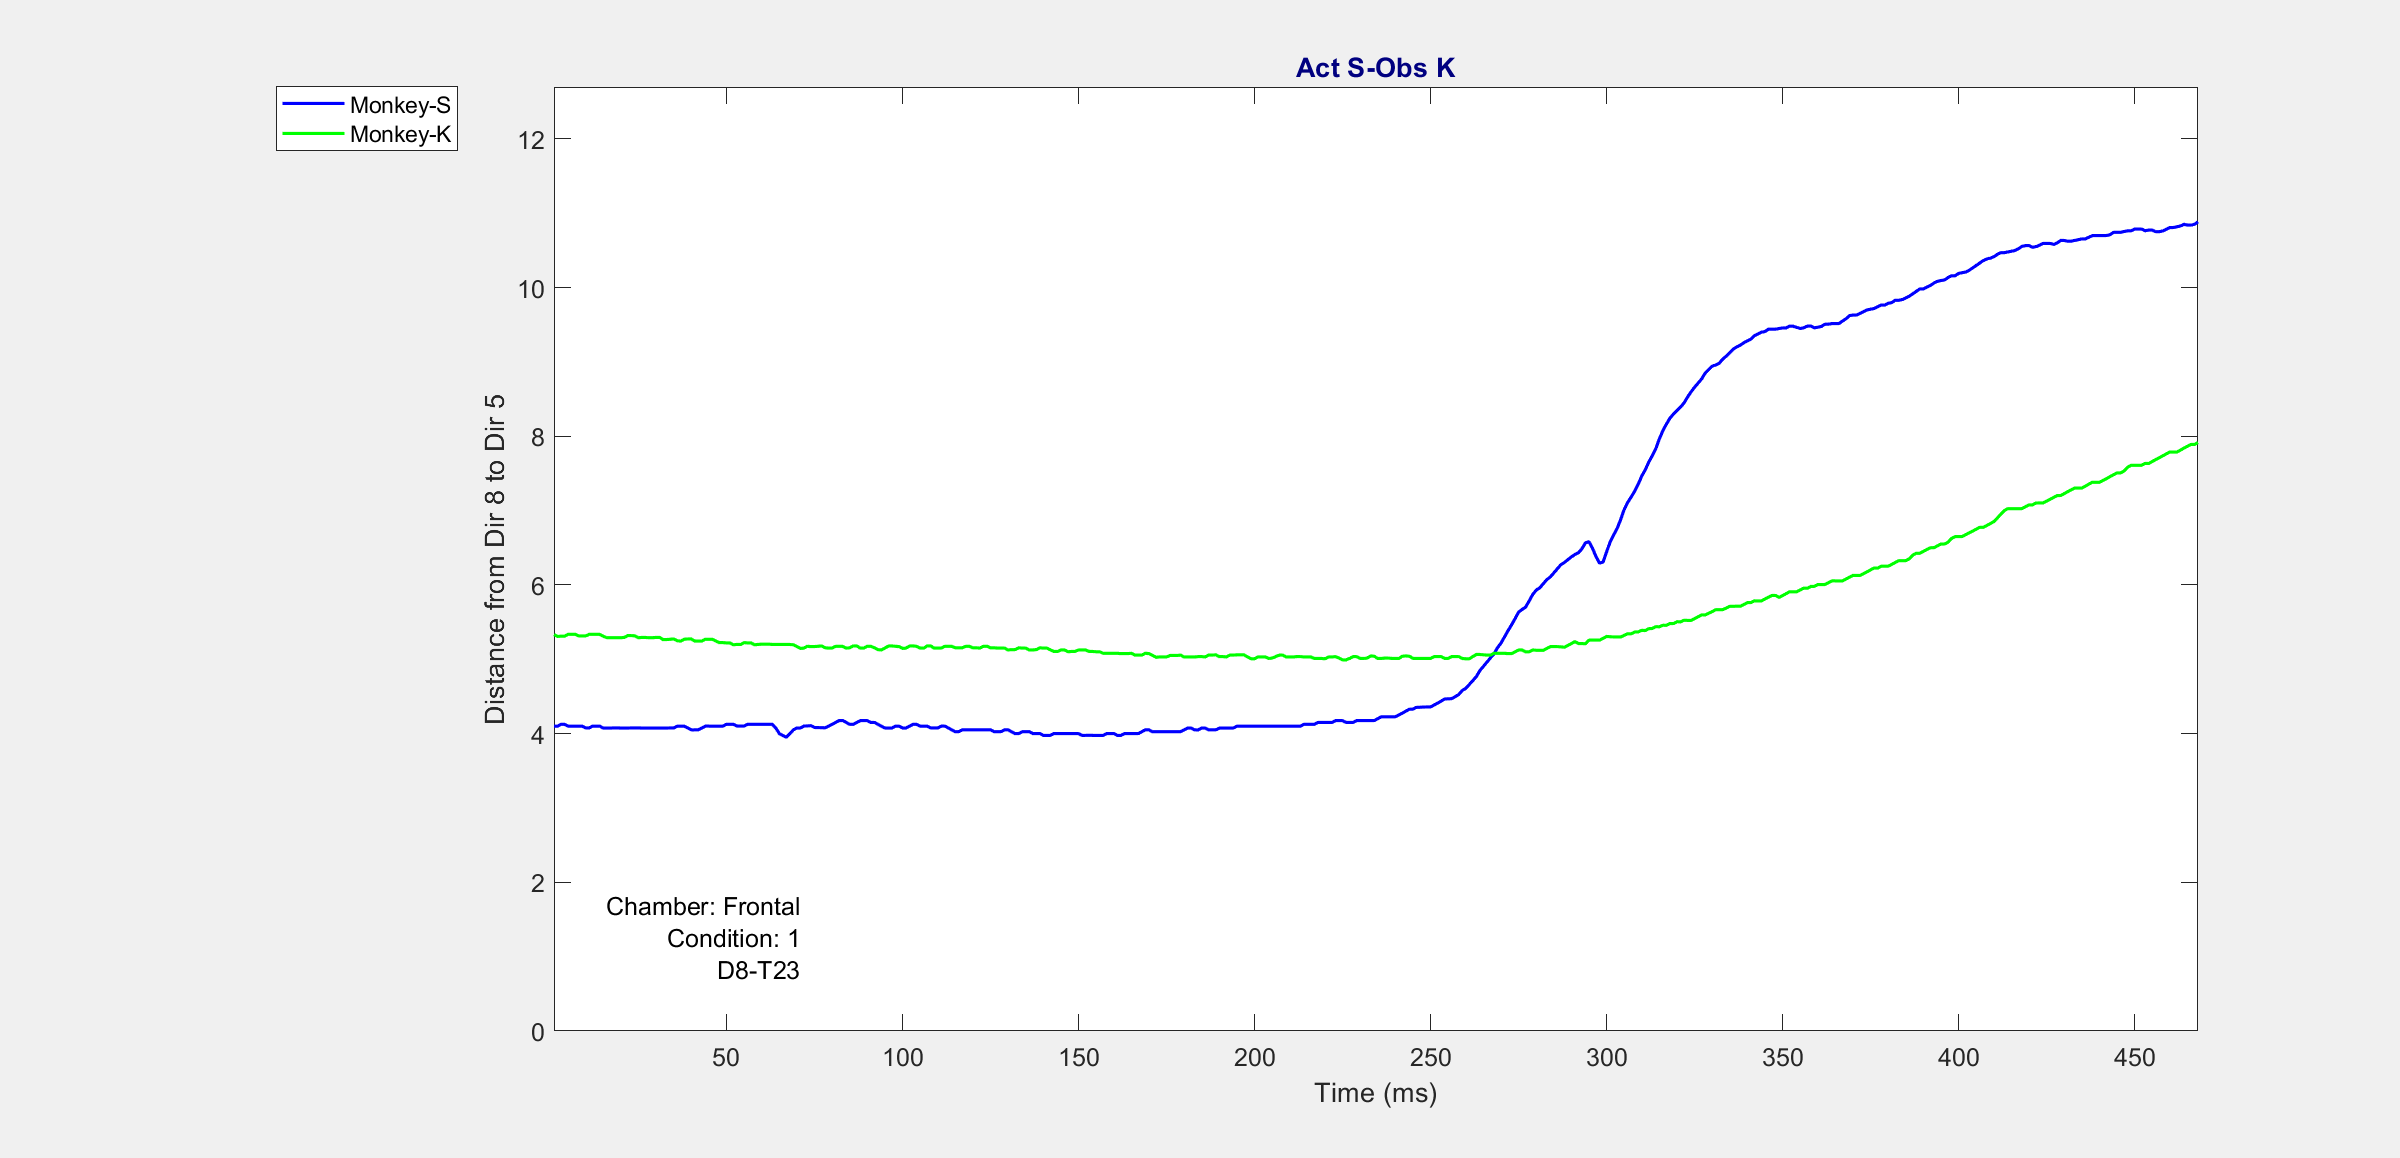 Act S-Obs K
Monkey-S
Monkey-K
Distance from Dir 8 to Dir 5
12
10
8
6
4
2
0
Chamber: Frontal
Condition: 1
D8-T23
50 100 150 200 250 300 350 400 450
Time (ms)